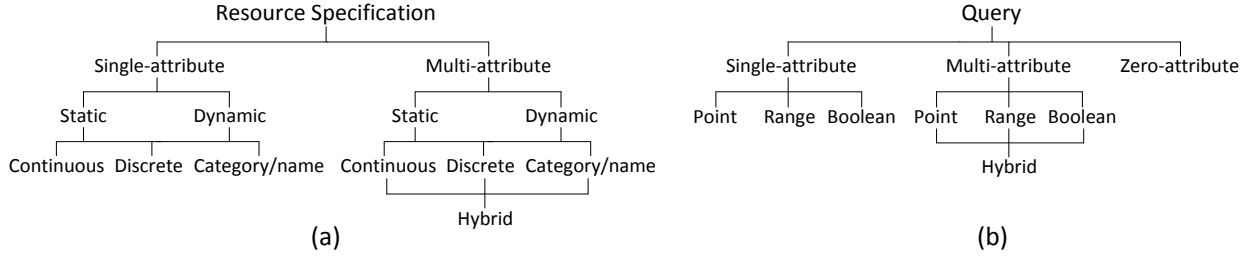 Resource Specification
Single-attribute Multi-attribute
Static Dynamic Static Dynamic
Continuous Discrete Category/name Continuous Discrete Category/name
Hybrid
(a)
Query
Single-attribute Multi-attribute Zero-attribute
Point Range Boolean Point Range Boolean
Hybrid
(b)